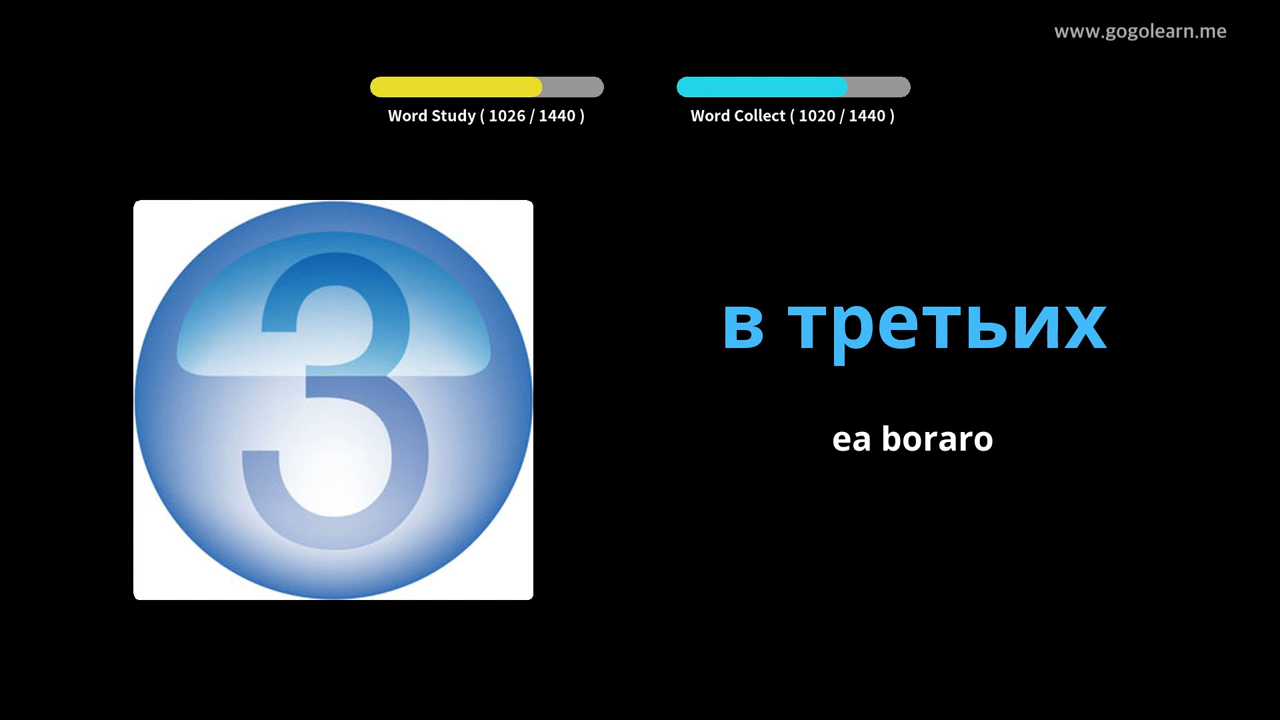 www.gogolearn.me
Word Study ( 1026 / 1440 )
Word Collect ( 1020 / 1440 )
3
в третьих
ea boraro